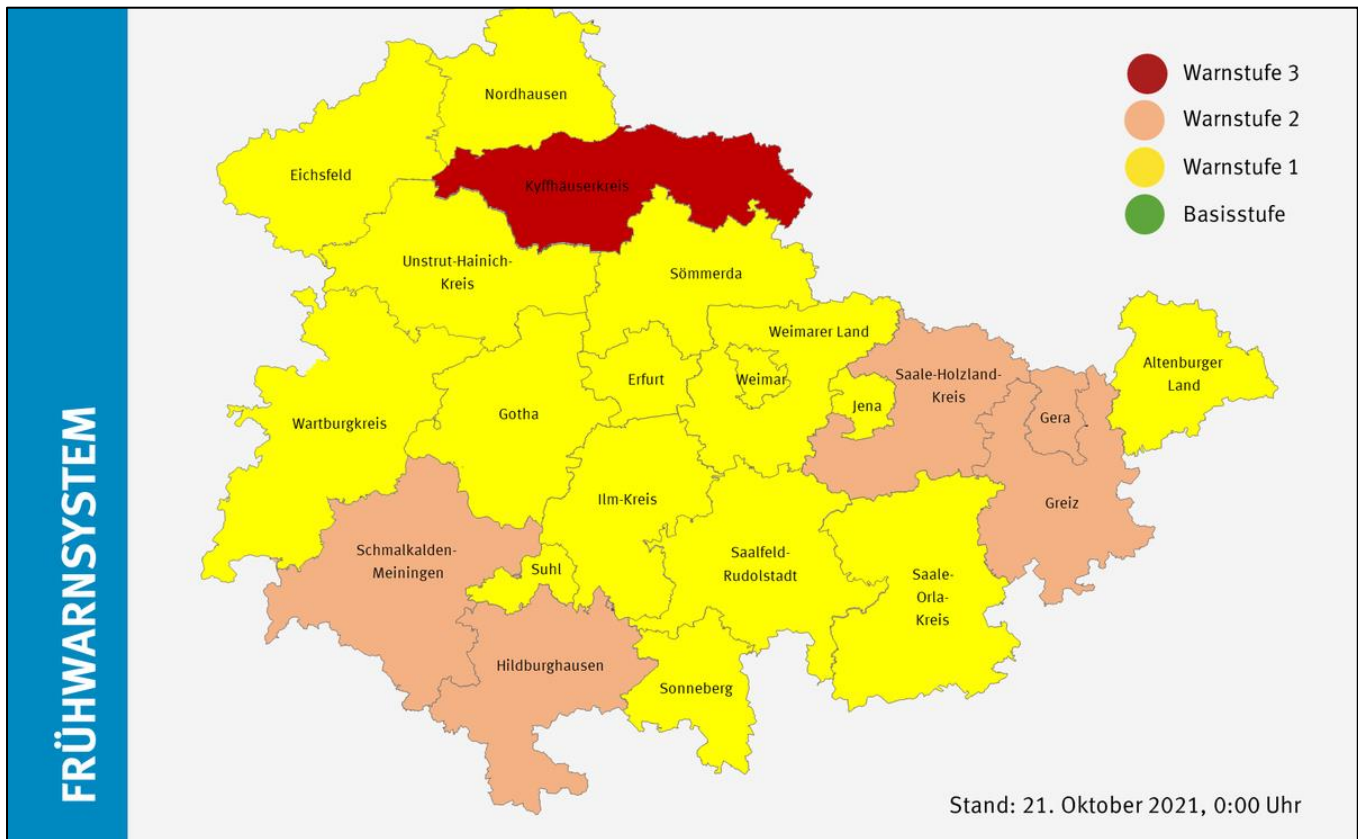 FRÜHWARNSYSTEM
Warnstufe 3
Warnstufe 2
Warnstufe 1
Basisstufe
Nordhausen
Eichsfeld
Kyffhäuserkreis
Unstrut-Hainich-
Kreis
Sömmerda
Weimarer Land
Altenburger
Land
Erfurt
Weimar
Saale-Holzland-
Kreis
Jena
Gera
Gotha
Wartburgkreis
Ilm-Kreis
Greiz
Schmalkalden-
Meiningen
Suhl
Saalfeld-
Rudolstadt
Saale-
Orla-
Kreis
Hildburghausen
Sonneberg
Stand: 21. Oktober 2021, 0:00 Uhr